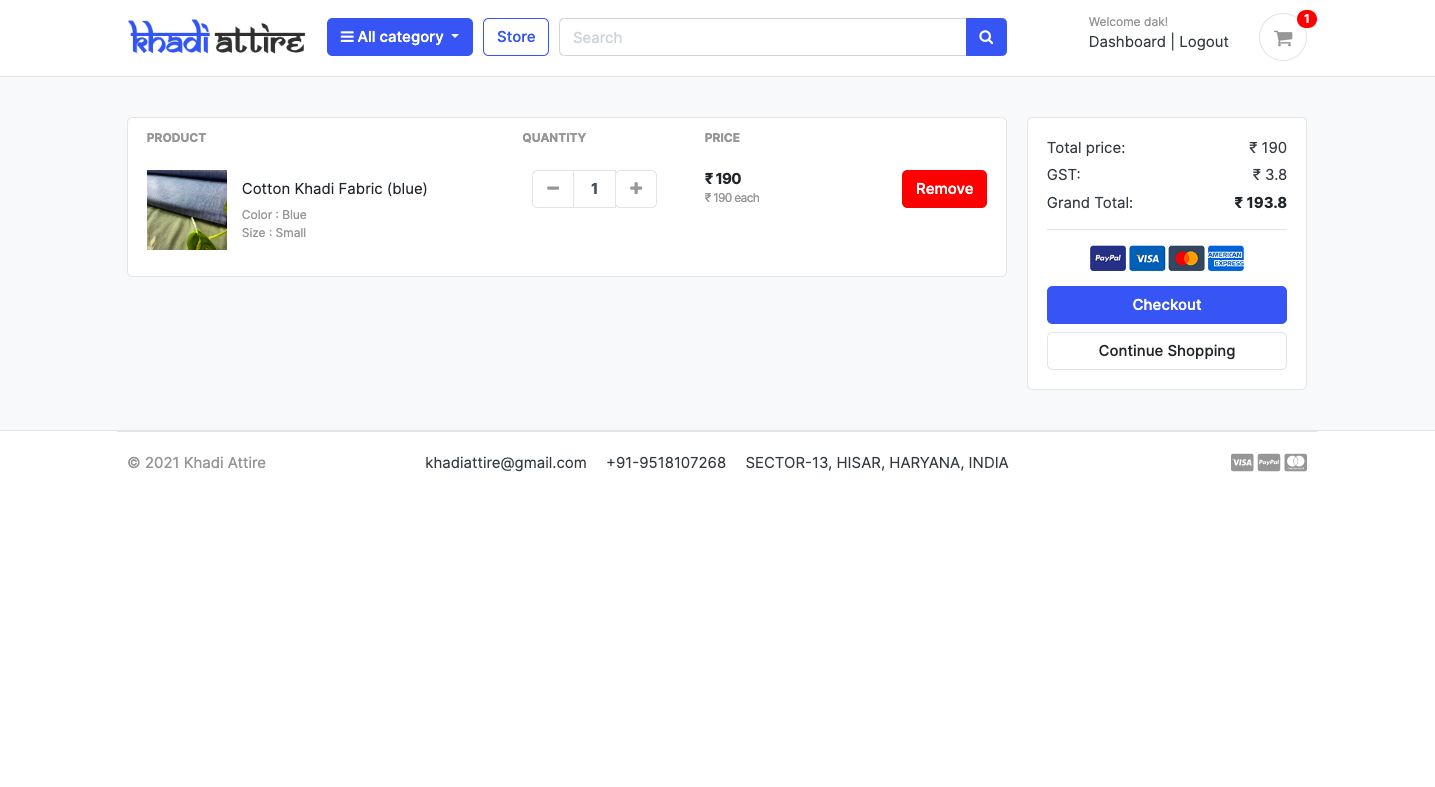 khadi attire
All category
Store
Search
Welcome dak!
Dashboard | Logout
1
PRODUCT
QUANTITY
PRICE
Cotton Khadi Fabric (blue)
Color : Blue
Size : Small
1
₹ 190
₹ 190 each
Remove
Total price: ₹ 190
GST: ₹ 3.8
Grand Total: ₹ 193.8
PayPal VISA AMERICAN EXPRESS
Checkout
Continue Shopping
© 2021 Khadi Attire
khadiattire@gmail.com +91-9518107268 SECTOR-13, HISAR, HARYANA, INDIA
VISA PayPal